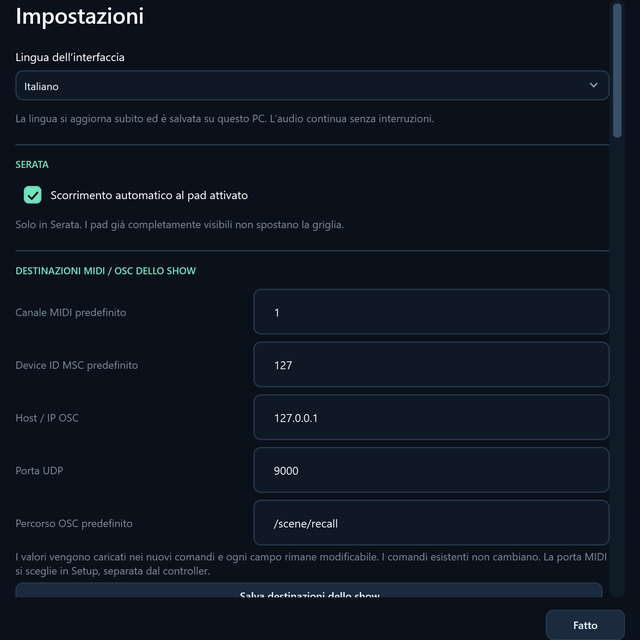 Impostazioni
Lingua dell'interfaccia
Italiano
La lingua si aggiorna subito ed è salvata su questo PC. L'audio continua senza interruzioni.
SERATA
Scorrimento automatico al pad attivato
Solo in Serata. I pad già completamente visibili non spostano la griglia.
DESTINAZIONI MIDI / OSC DELLO SHOW
Canale MIDI predefinito
1
Device ID MSC predefinito
127
Host / IP OSC
127.0.0.1
Porta UDP
9000
Percorso OSC predefinito
/scene/recall
I valori vengono caricati nei nuovi comandi e ogni campo rimane modificabile. I comandi esistenti non cambiano. La porta MIDI
si sceglie in Setup, separata dal controller.
Salva destinazioni dello show
Fatto